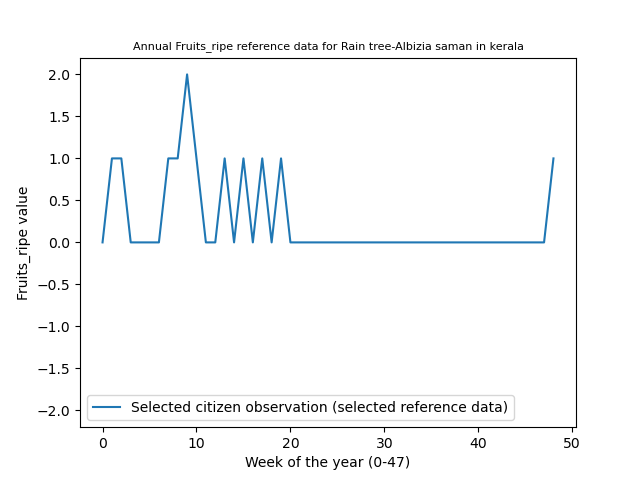 Annual Fruits_ripe reference data for Rain tree-Albizia saman in kerala
2.0
1.5
1.0
0.5
0.0
−0.5
−1.0
−1.5
−2.0
Fruits_ripe value
Selected citizen observation (selected reference data)
0 10 20 30 40 50
Week of the year (0-47)